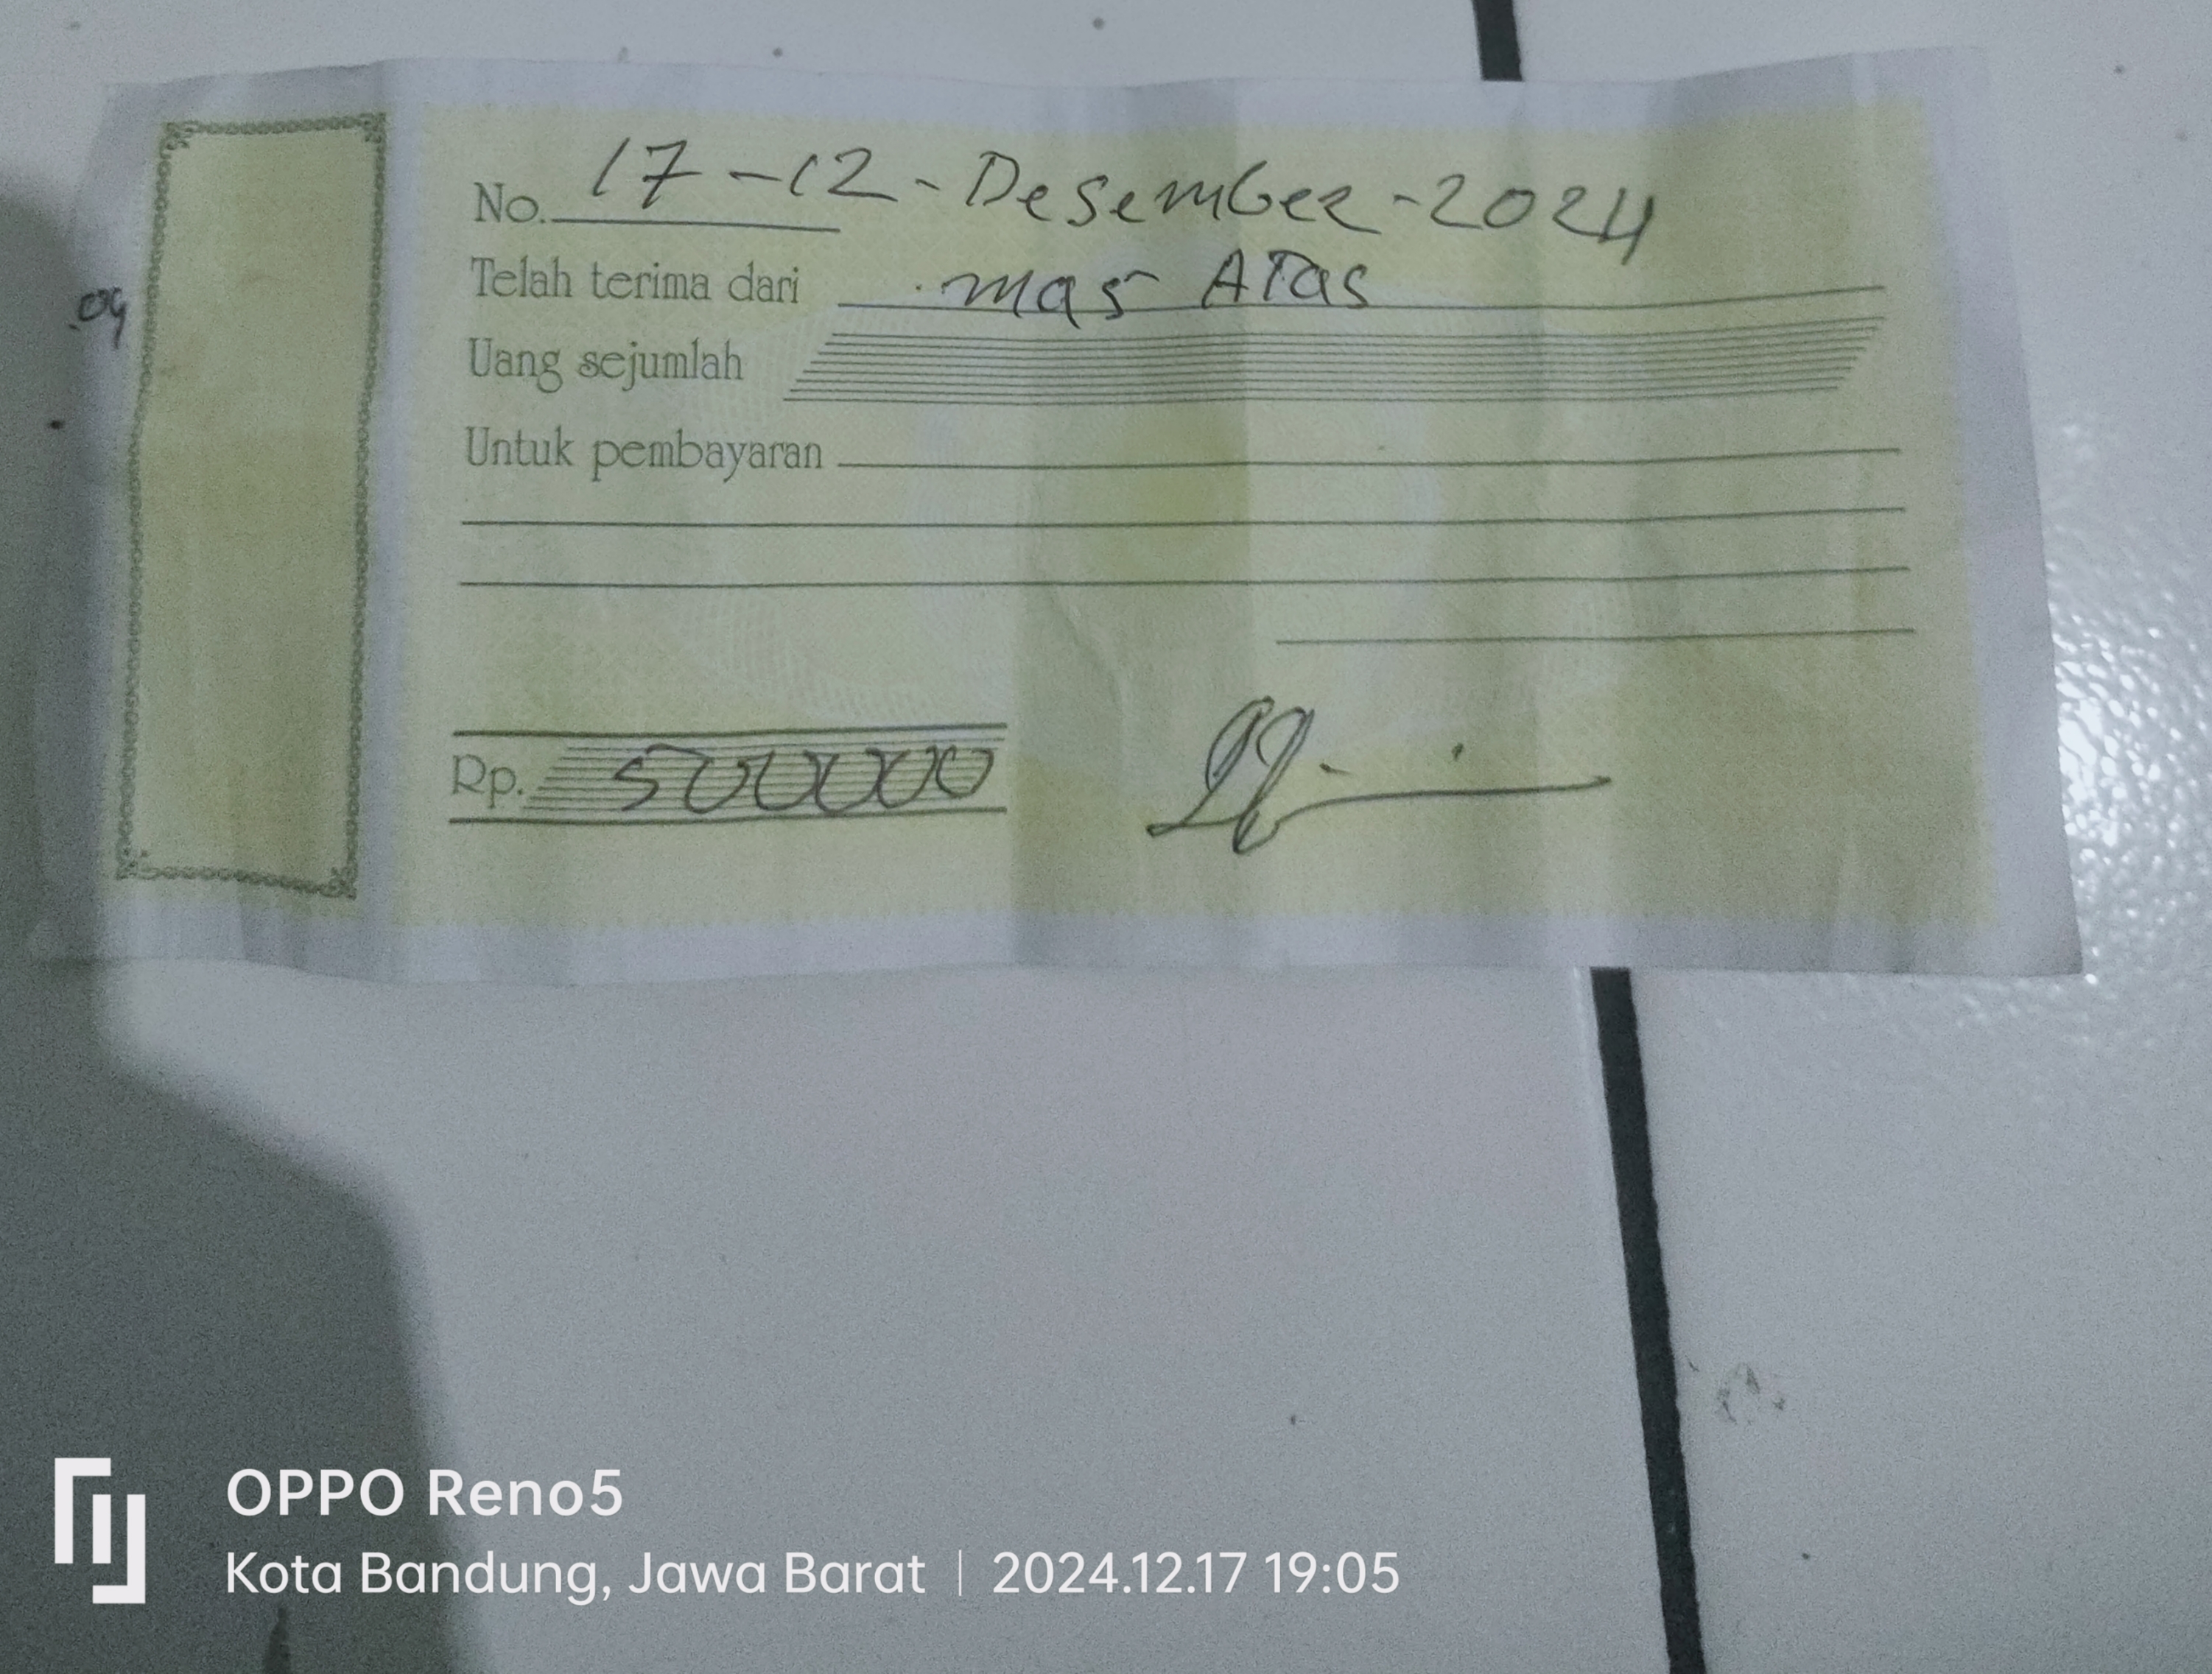 No. 17-12-Desember-2024
Telah terima dari mas ATas
Uang sejumlah
Untuk pembayaran
Rp.
OPPO Reno5
Kota Bandung, Jawa Barat | 2024.12.17 19:05